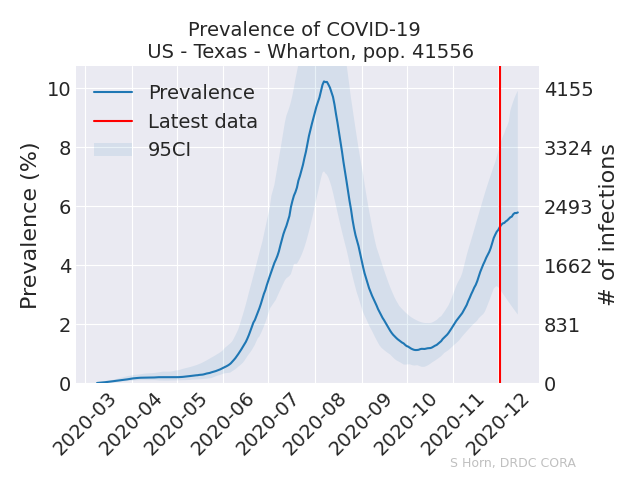 Prevalence of COVID-19
US - Texas - Wharton, pop. 41556
Prevalence
Latest data
95CI
Prevalence (%)
10
8
6
4
2
0
4155
3324
2493
1662
831
0
# of infections
2020-03
2020-04
2020-05
2020-06
2020-07
2020-08
2020-09
2020-10
2020-11
2020-12
S Horn, DRDC CORA